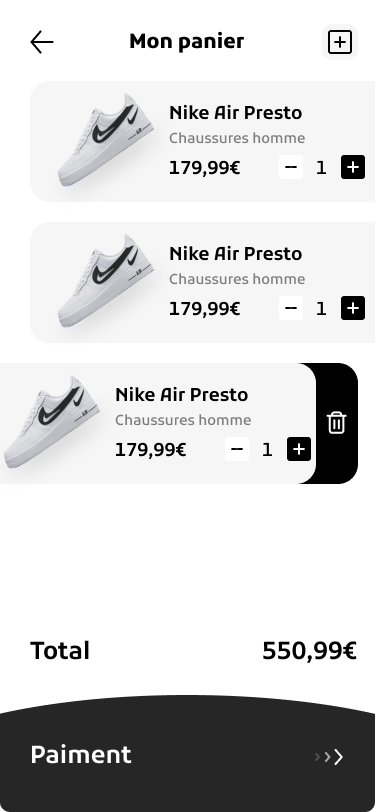 Mon panier
Nike Air Presto
Chaussures homme
179,99€ 1
Nike Air Presto
Chaussures homme
179,99€ 1
Nike Air Presto
Chaussures homme
179,99€ 1
Total 550,99€
Paiment